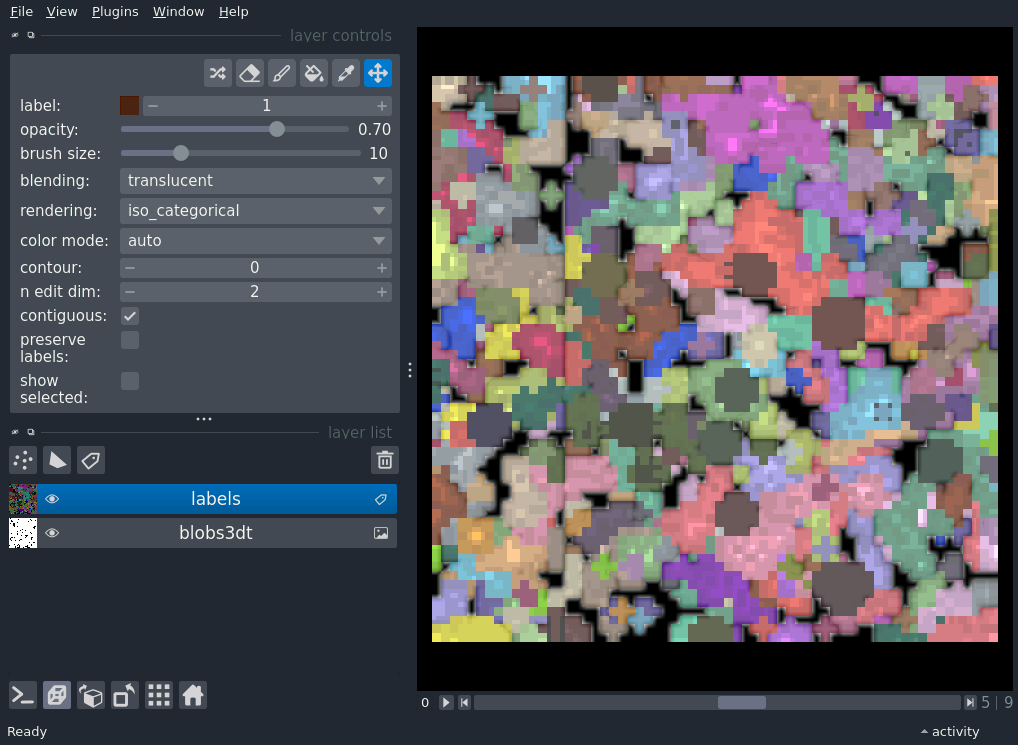 File View Plugins Window Help
layer controls
label: 1
opacity: 0.70
brush size: 10
blending: translucent
rendering: iso_categorical
color mode: auto
contour: 0
n edit dim: 2
contiguous:
preserve
labels:
show
selected:
layer list
labels
blobs3dt
0 5 | 9
Ready activity